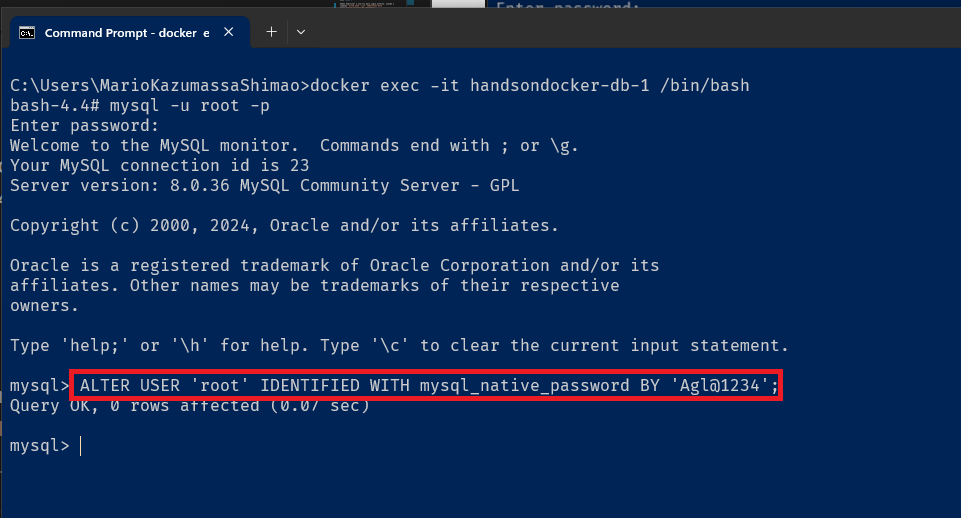 Enter password:
Command Prompt - docker e
C:\Users\MarioKazumassaShimao>docker exec -it handsondocker-db-1 /bin/bash
bash-4.4# mysql -u root -p
Enter password:
Welcome to the MySQL monitor.  Commands end with ; or \g.
Your MySQL connection id is 23
Server version: 8.0.36 MySQL Community Server - GPL
Copyright (c) 2000, 2024, Oracle and/or its affiliates.
Oracle is a registered trademark of Oracle Corporation and/or its
affiliates. Other names may be trademarks of their respective
owners.
Type 'help;' or '\h' for help. Type '\c' to clear the current input statement.
mysql> ALTER USER 'root' IDENTIFIED WITH mysql_native_password BY 'Agl@1234';
Query OK, 0 rows affected (0.07 sec)
mysql>